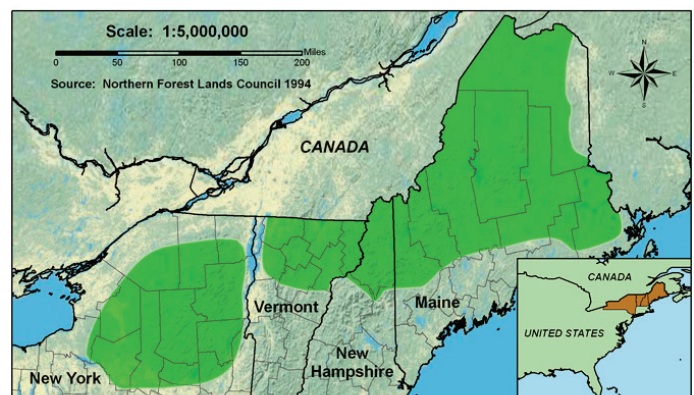 Scale: 1:5,000,000
0 50 100 200 Miles
Source: Northern Forest Lands Council 1994
N
W E
S
CANADA
Vermont
Maine
New York
New
Hampshire
CANADA
UNITED STATES